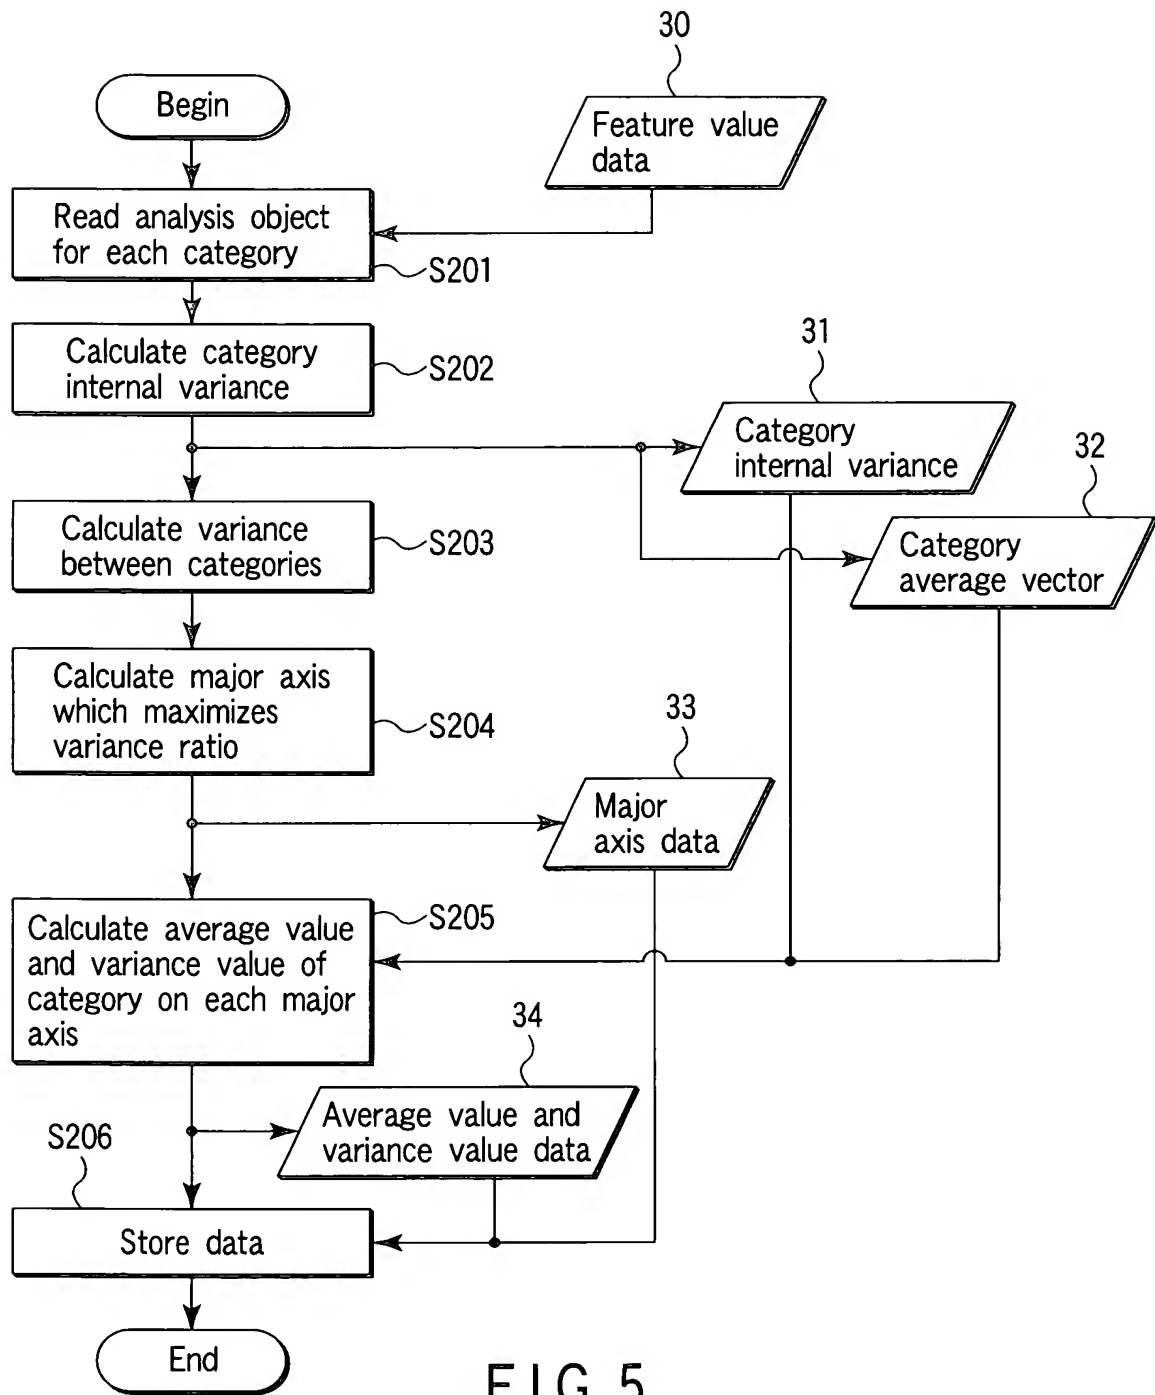 30
Begin
Feature value
data
Read analysis object
for each category
S201
Calculate category
internal variance
S202
31
Category
internal variance
32
Calculate variance
between categories
S203
Category
average vector
Calculate major axis
which maximizes
variance ratio
S204
33
Major
axis data
Calculate average value
and variance value of
category on each major
axis
S205
34
Average value and
variance value data
S206
Store data
End
FIG. 5